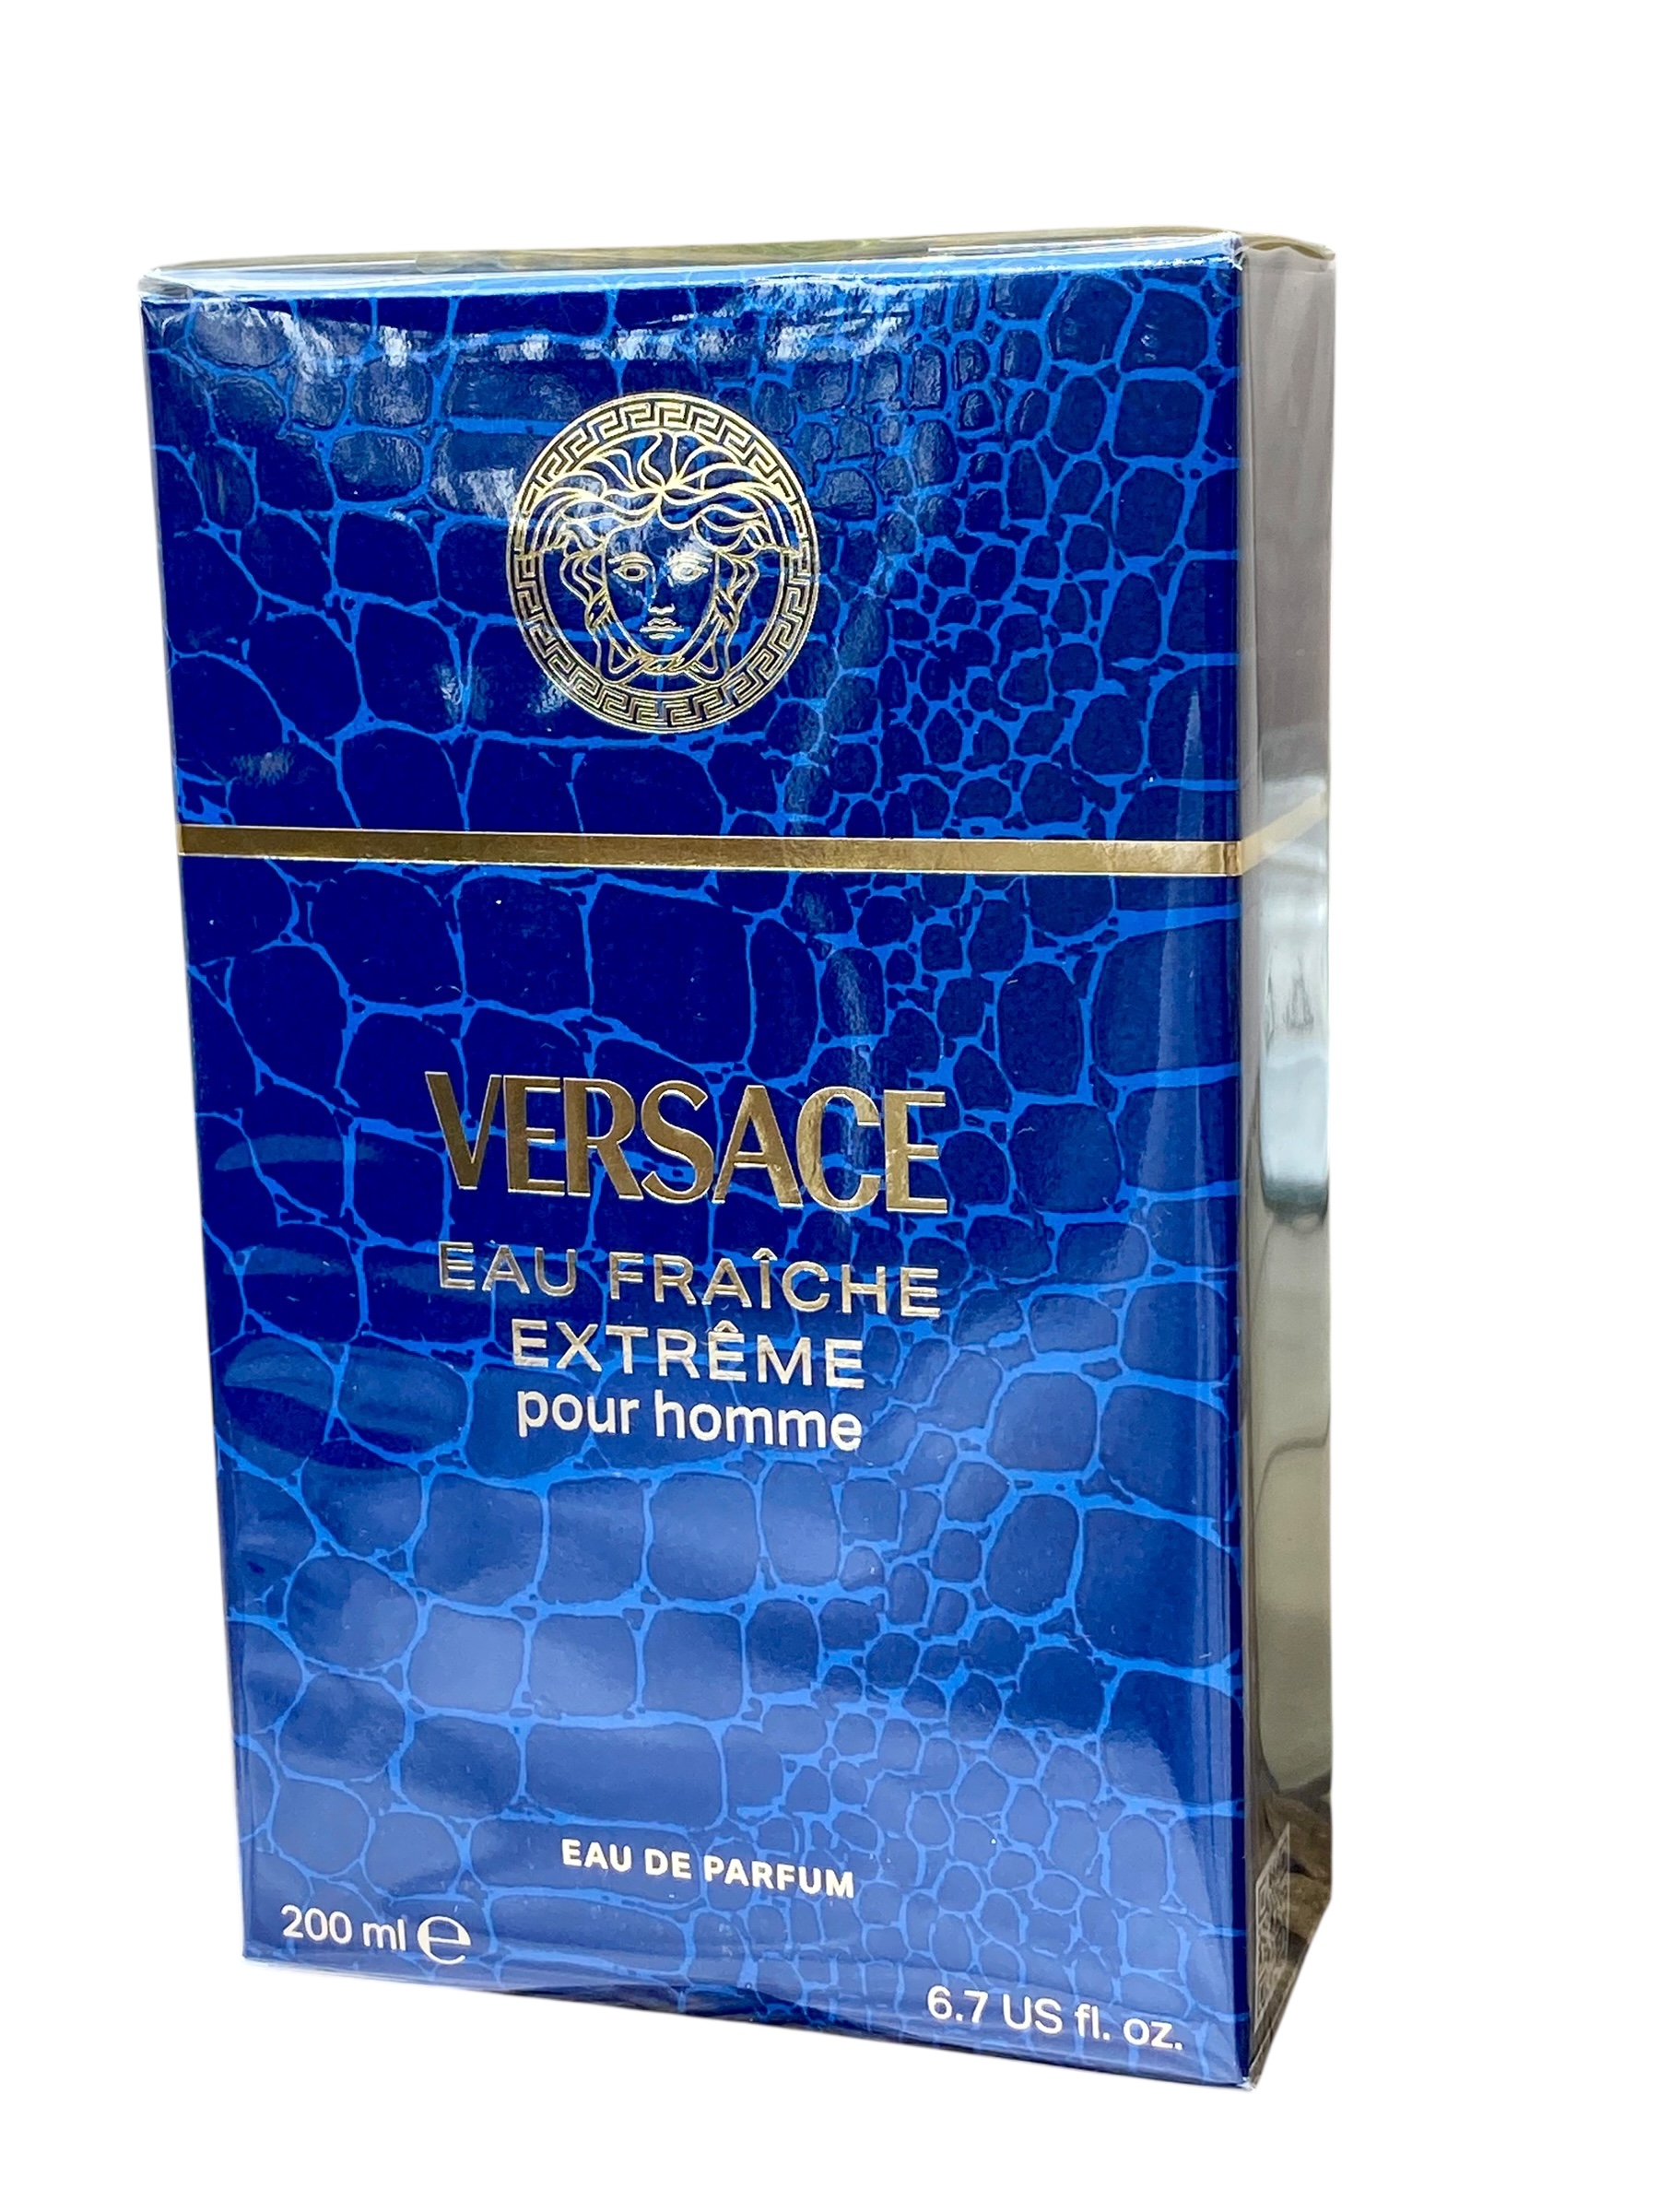 VERSACE
EAU FRAÎCHE
EXTRÊME
pour homme
EAU DE PARFUM
200 ml ℮
6.7 US fl. oz.